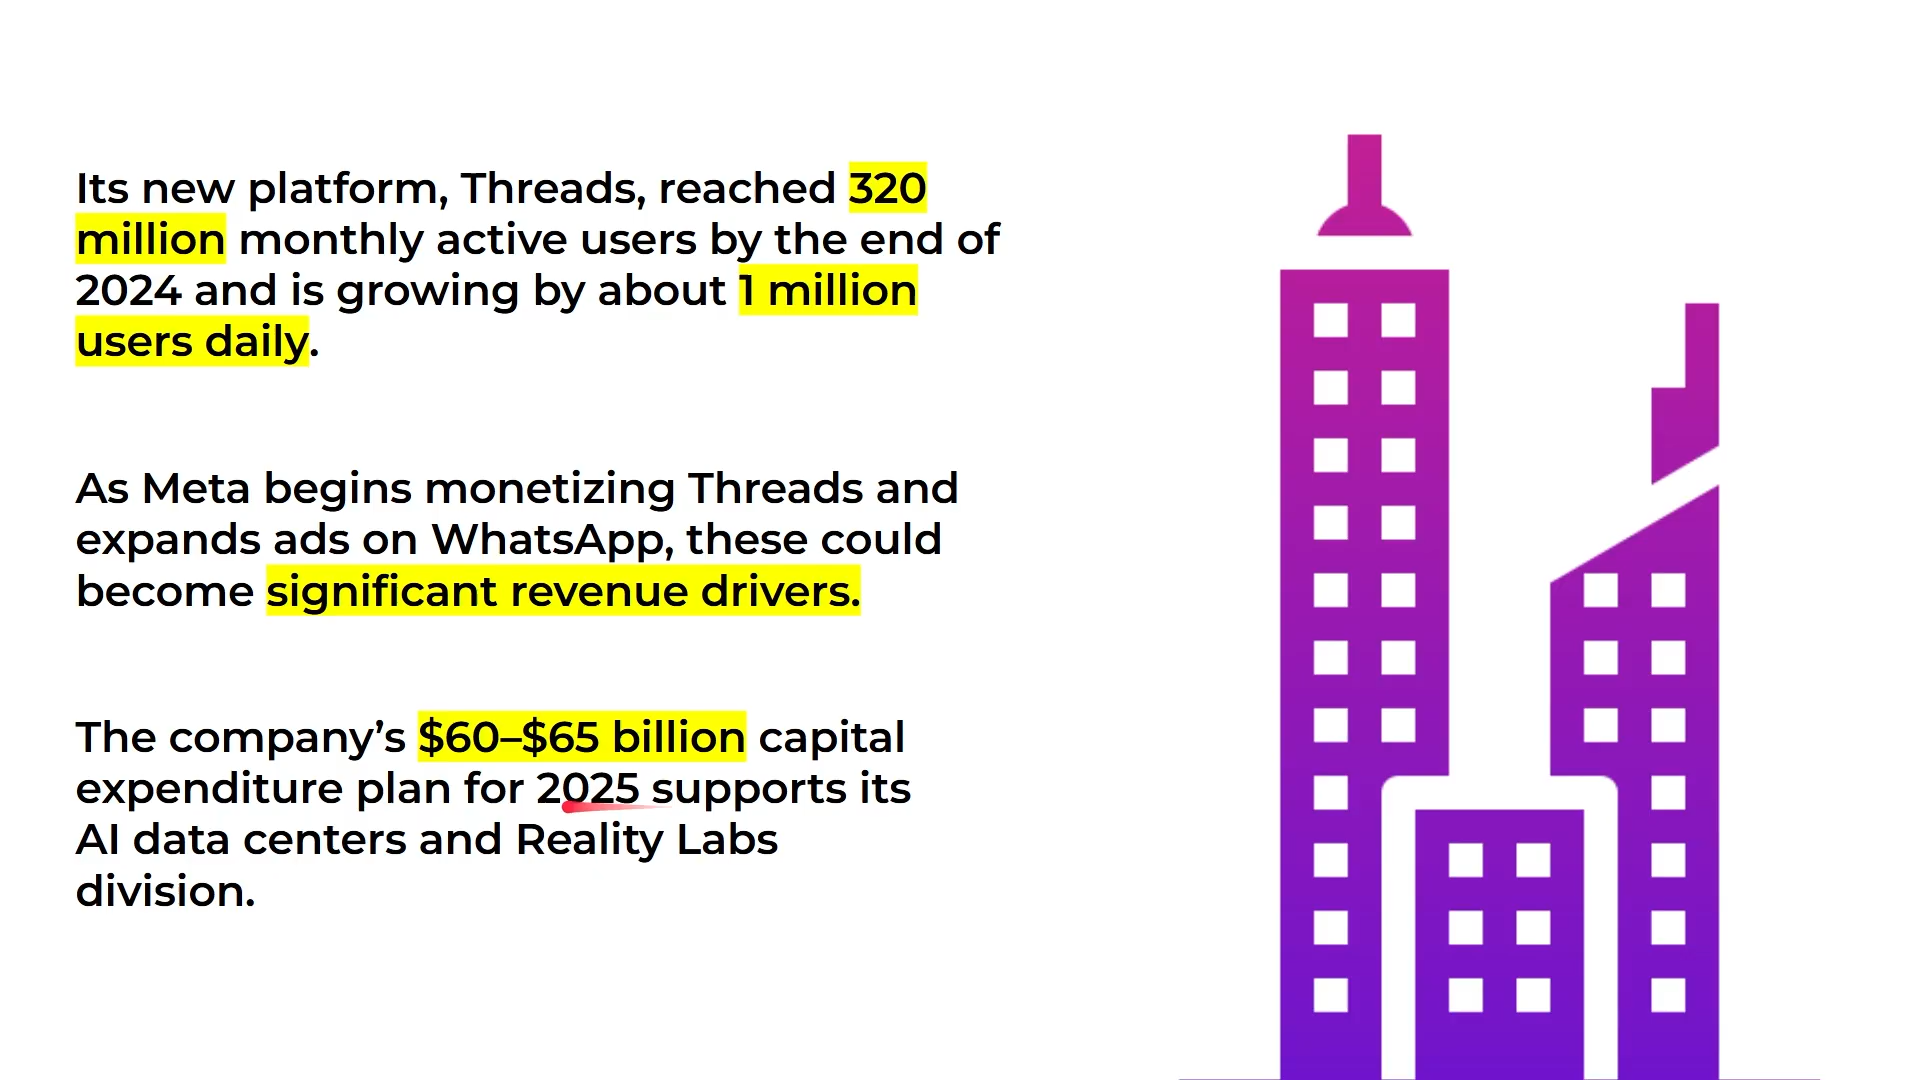 Its new platform, Threads, reached 320
million monthly active users by the end of
2024 and is growing by about 1 million
users daily.
As Meta begins monetizing Threads and
expands ads on WhatsApp, these could
become significant revenue drivers.
The company’s $60–$65 billion capital
expenditure plan for 2025 supports its
AI data centers and Reality Labs
division.